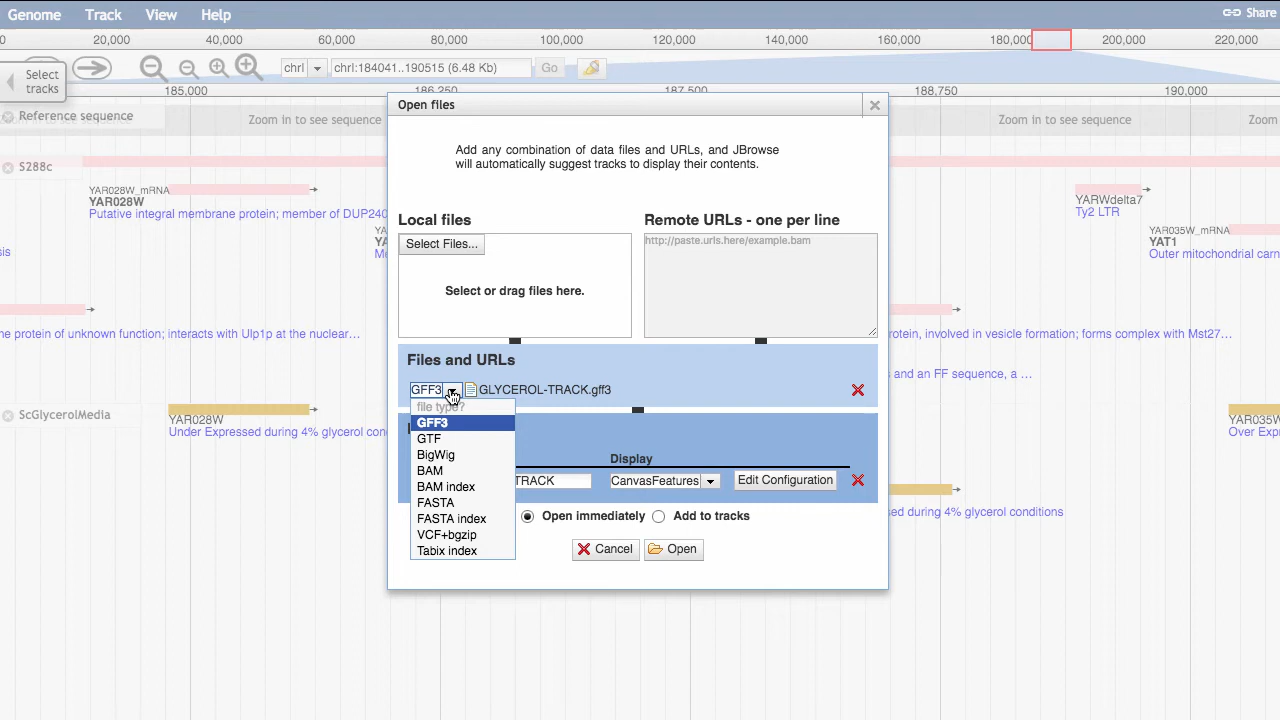 Genome Track View Help Share
0 20,000 40,000 60,000 80,000 100,000 120,000 140,000 160,000 180,000 200,000 220,000
Select
tracks
chrI chrI:184041..190515 (6.48 Kb) Go
185,000 186,250 187,500 188,750 190,000
Open files
Reference sequence Zoom in to see sequence Zoom in to see sequence Zoom
Add any combination of data files and URLs, and JBrowse
will automatically suggest tracks to display their contents.
S288c
YAR028W_mRNA
YAR028W
Putative integral membrane protein; member of DUP240
YARWdelta7
Ty2 LTR
Local files Remote URLs - one per line
YAR035W_mRNA
YAT1
Outer mitochondrial carn
Select Files... http://paste.urls.here/example.bam
sis
Select or drag files here.
ne protein of unknown function; interacts with Ulp1p at the nuclear...
rotein, involved in vesicle formation; forms complex with Mst27...
Files and URLs
and an FF sequence, a ...
GFF3 GLYCEROL-TRACK.gff3
file type?
GFF3
GTF
BigWig
BAM
BAM index
FASTA
FASTA index
VCF+bgzip
Tabix index
ScGlycerolMedia
YAR028W
Under Expressed during 4% glycerol con
YAR035W
Over Expr
Display
TRACK CanvasFeatures Edit Configuration
Open immediately Add to tracks
sed during 4% glycerol conditions
Cancel Open